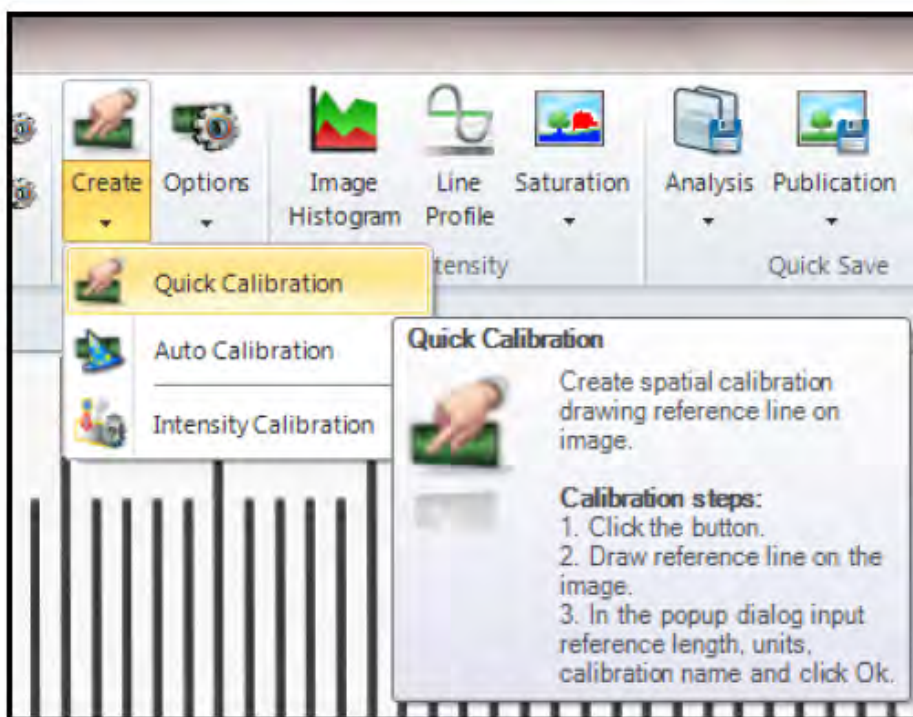 Create Options Image Line Saturation Analysis Publication
Histogram Profile
tensity Quick Save
Quick Calibration
Auto Calibration
Intensity Calibration
Quick Calibration
Create spatial calibration
drawing reference line on
image.
Calibration steps:
1. Click the button.
2. Draw reference line on the
image.
3. In the popup dialog input
reference length, units,
calibration name and click Ok.